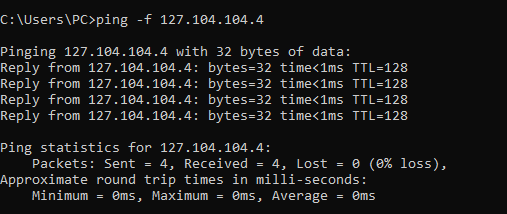 C:\Users\PC>ping -f 127.104.104.4
Pinging 127.104.104.4 with 32 bytes of data:
Reply from 127.104.104.4: bytes=32 time<1ms TTL=128
Reply from 127.104.104.4: bytes=32 time<1ms TTL=128
Reply from 127.104.104.4: bytes=32 time<1ms TTL=128
Reply from 127.104.104.4: bytes=32 time<1ms TTL=128
Ping statistics for 127.104.104.4:
    Packets: Sent = 4, Received = 4, Lost = 0 (0% loss),
Approximate round trip times in milli-seconds:
    Minimum = 0ms, Maximum = 0ms, Average = 0ms